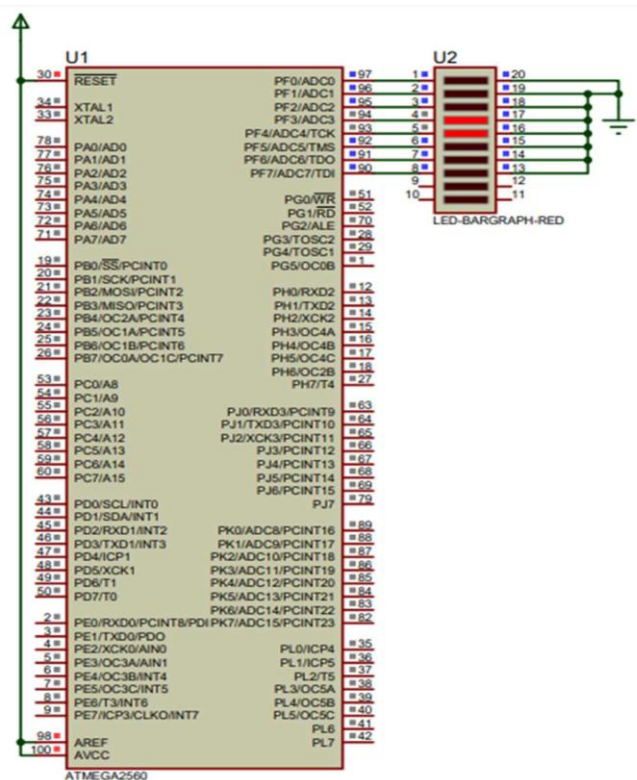 U1
30 RESET
34 XTAL1
33 XTAL2
78 PA0/AD0
77 PA1/AD1
76 PA2/AD2
75 PA3/AD3
74 PA4/AD4
73 PA5/AD5
72 PA6/AD6
71 PA7/AD7
19 PB0/SS/PCINT0
20 PB1/SCK/PCINT1
21 PB2/MOSI/PCINT2
22 PB3/MISO/PCINT3
23 PB4/OC2A/PCINT4
24 PB5/OC1A/PCINT5
25 PB6/OC1B/PCINT6
26 PB7/OC0A/OC1C/PCINT7
53 PC0/A8
54 PC1/A9
55 PC2/A10
56 PC3/A11
57 PC4/A12
58 PC5/A13
59 PC6/A14
60 PC7/A15
43 PD0/SCL/INT0
44 PD1/SDA/INT1
45 PD2/RXD1/INT2
46 PD3/TXD1/INT3
47 PD4/ICP1
48 PD5/XCK1
49 PD6/T1
50 PD7/T0
2 PE0/RXD0/PCINT8/PDI
3 PE1/TXD0/PDO
4 PE2/XCK0/AIN0
5 PE3/OC3A/AIN1
6 PE4/OC3B/INT4
7 PE5/OC3C/INT5
8 PE6/T3/INT6
9 PE7/ICP3/CLKO/INT7
98 AREF
100 AVCC
PF0/ADC0 97
PF1/ADC1 96
PF2/ADC2 95
PF3/ADC3 94
PF4/ADC4/TCK 93
PF5/ADC5/TMS 92
PF6/ADC6/TDO 91
PF7/ADC7/TDI 90
PG0/WR 51
PG1/RD 52
PG2/ALE 70
PG3/TOSC2 28
PG4/TOSC1 29
PG5/OC0B 1
PH0/RXD2 12
PH1/TXD2 13
PH2/XCK2 14
PH3/OC4A 15
PH4/OC4B 16
PH5/OC4C 17
PH6/OC2B 18
PH7/T4 27
PJ0/RXD3/PCINT9 63
PJ1/TXD3/PCINT10 64
PJ2/XCK3/PCINT11 65
PJ3/PCINT12 66
PJ4/PCINT13 67
PJ5/PCINT14 68
PJ6/PCINT15 69
PJ7 79
PK0/ADC8/PCINT16 89
PK1/ADC9/PCINT17 88
PK2/ADC10/PCINT18 87
PK3/ADC11/PCINT19 86
PK4/ADC12/PCINT20 85
PK5/ADC13/PCINT21 84
PK6/ADC14/PCINT22 83
PK7/ADC15/PCINT23 82
PL0/ICP4 35
PL1/ICP5 36
PL2/T5 37
PL3/OC5A 38
PL4/OC5B 39
PL5/OC5C 40
PL6 41
PL7 42
ATMEGA2560
U2
1 20
2 19
3 18
4 17
5 16
6 15
7 14
8 13
9 12
10 11
LED-BARGRAPH-RED